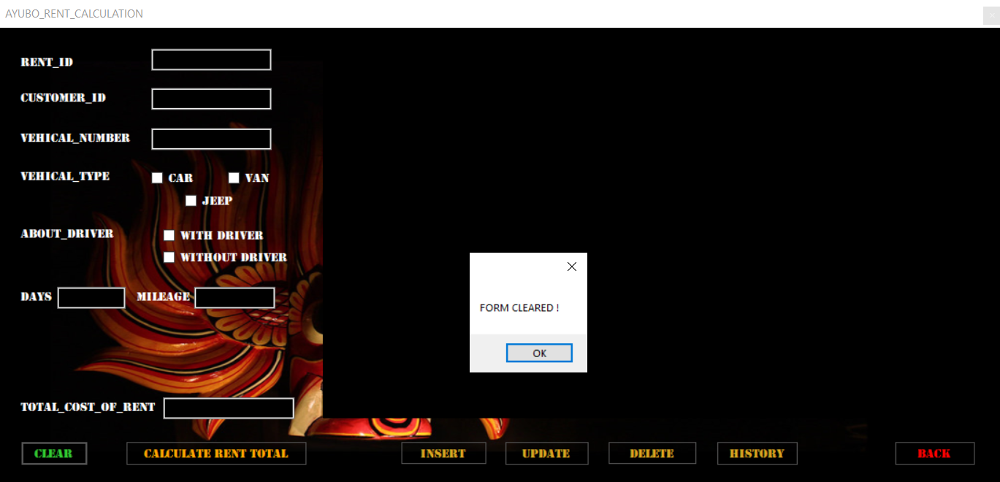 AYUBO_RENT_CALCULATION
RENT_ID
CUSTOMER_ID
VEHICAL_NUMBER
VEHICAL_TYPE CAR VAN
JEEP
ABOUT_DRIVER WITH DRIVER
WITHOUT DRIVER
DAYS MILEAGE
FORM CLEARED !
OK
TOTAL_COST_OF_RENT
CLEAR CALCULATE RENT TOTAL INSERT UPDATE DELETE HISTORY BACK